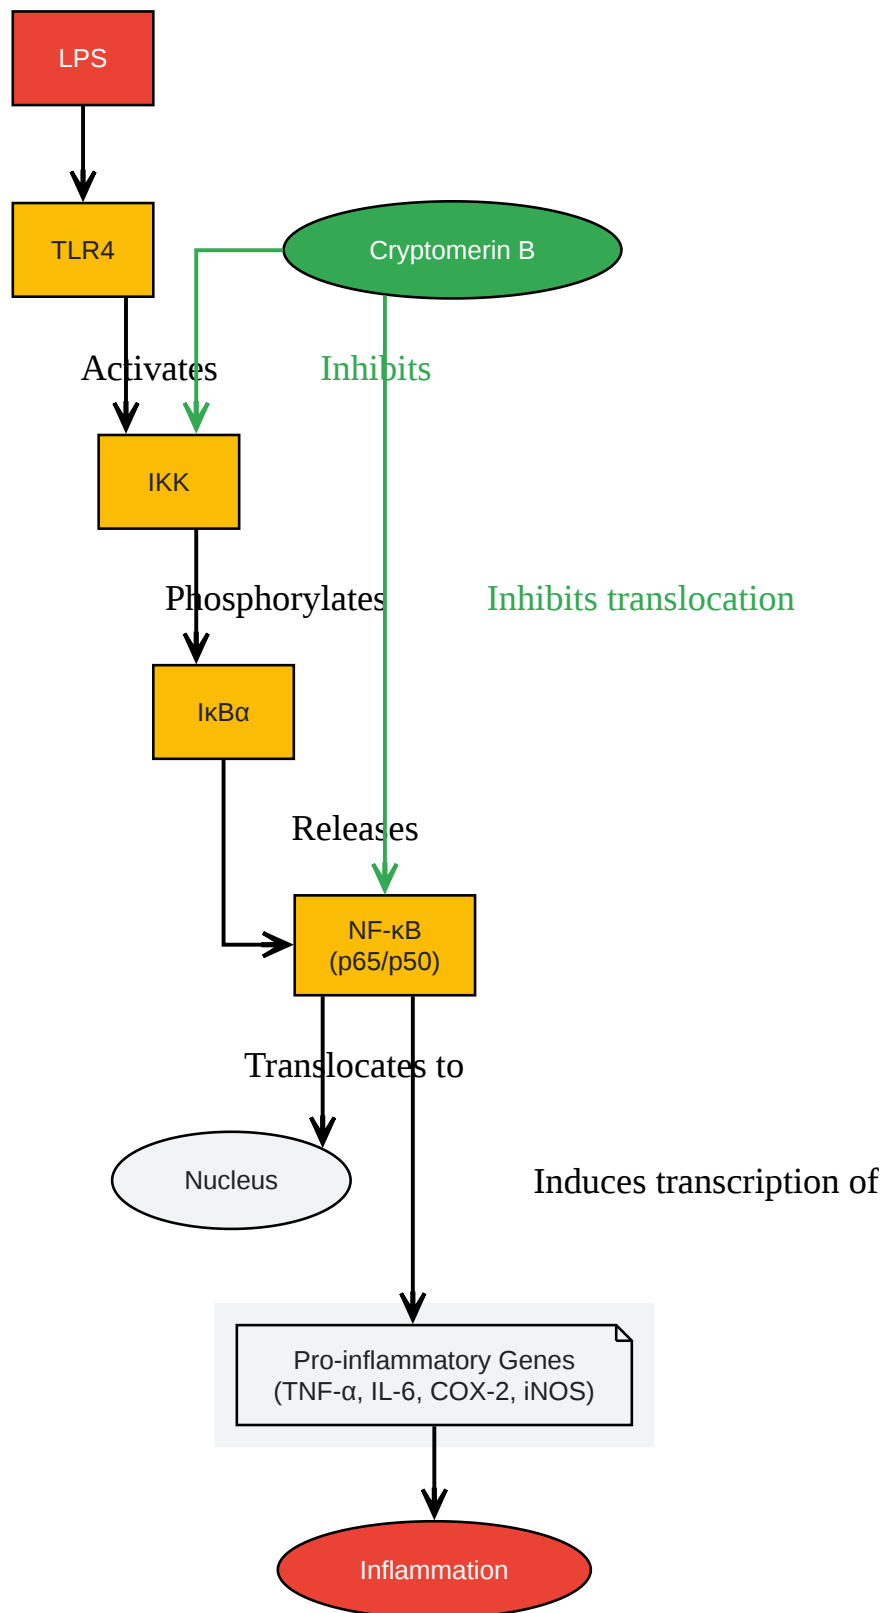 LPS
TLR4
Cryptomerin B
Activates
Inhibits
IKK
Phosphorylates
Inhibits translocation
IκBα
Releases
NF-κB
(p65/p50)
Translocates to
Nucleus
Induces transcription of
Pro-inflammatory Genes
(TNF-α, IL-6, COX-2, iNOS)
Inflammation